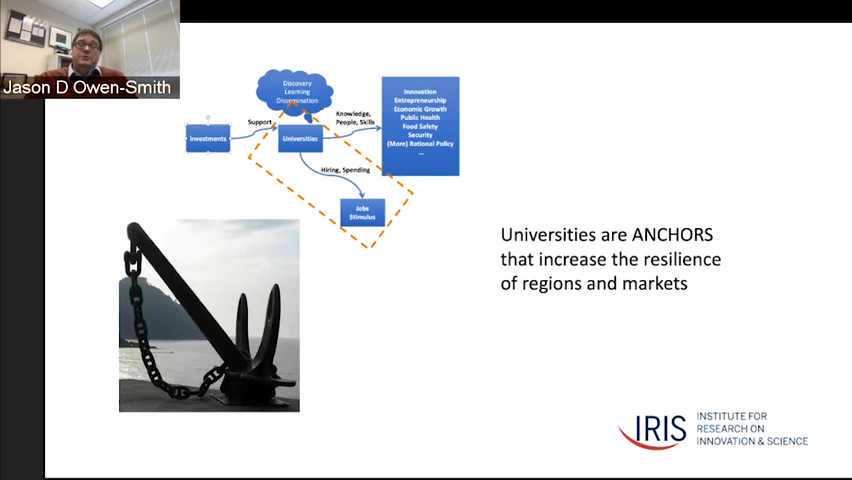 Jason D Owen-Smith
Discovery
Learning
Dissemination
Support
Knowledge,
People, Skills
Investments
Universities
Innovation
Entrepreneurship
Economic Growth
Public Health
Food Safety
Security
(More) Rational Policy
...
Hiring, Spending
Jobs
Stimulus
Universities are ANCHORS
that increase the resilience
of regions and markets
IRIS
INSTITUTE FOR
RESEARCH ON
INNOVATION & SCIENCE